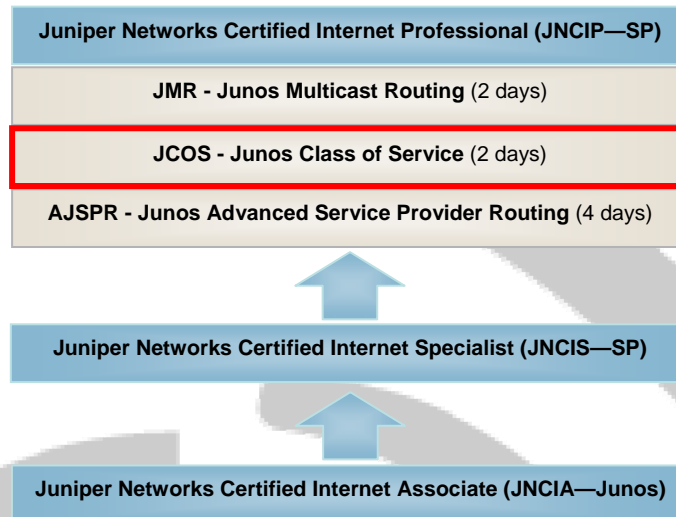 Juniper Networks Certified Internet Professional (JNCIP—SP)
JMR - Junos Multicast Routing (2 days)
JCOS - Junos Class of Service (2 days)
AJSPR - Junos Advanced Service Provider Routing (4 days)
Juniper Networks Certified Internet Specialist (JNCIS—SP)
Juniper Networks Certified Internet Associate (JNCIA—Junos)